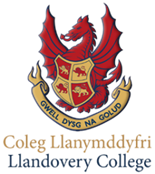 GWELL DYSG NA GOLUD
Coleg Llanymddyfri
Llandovery College